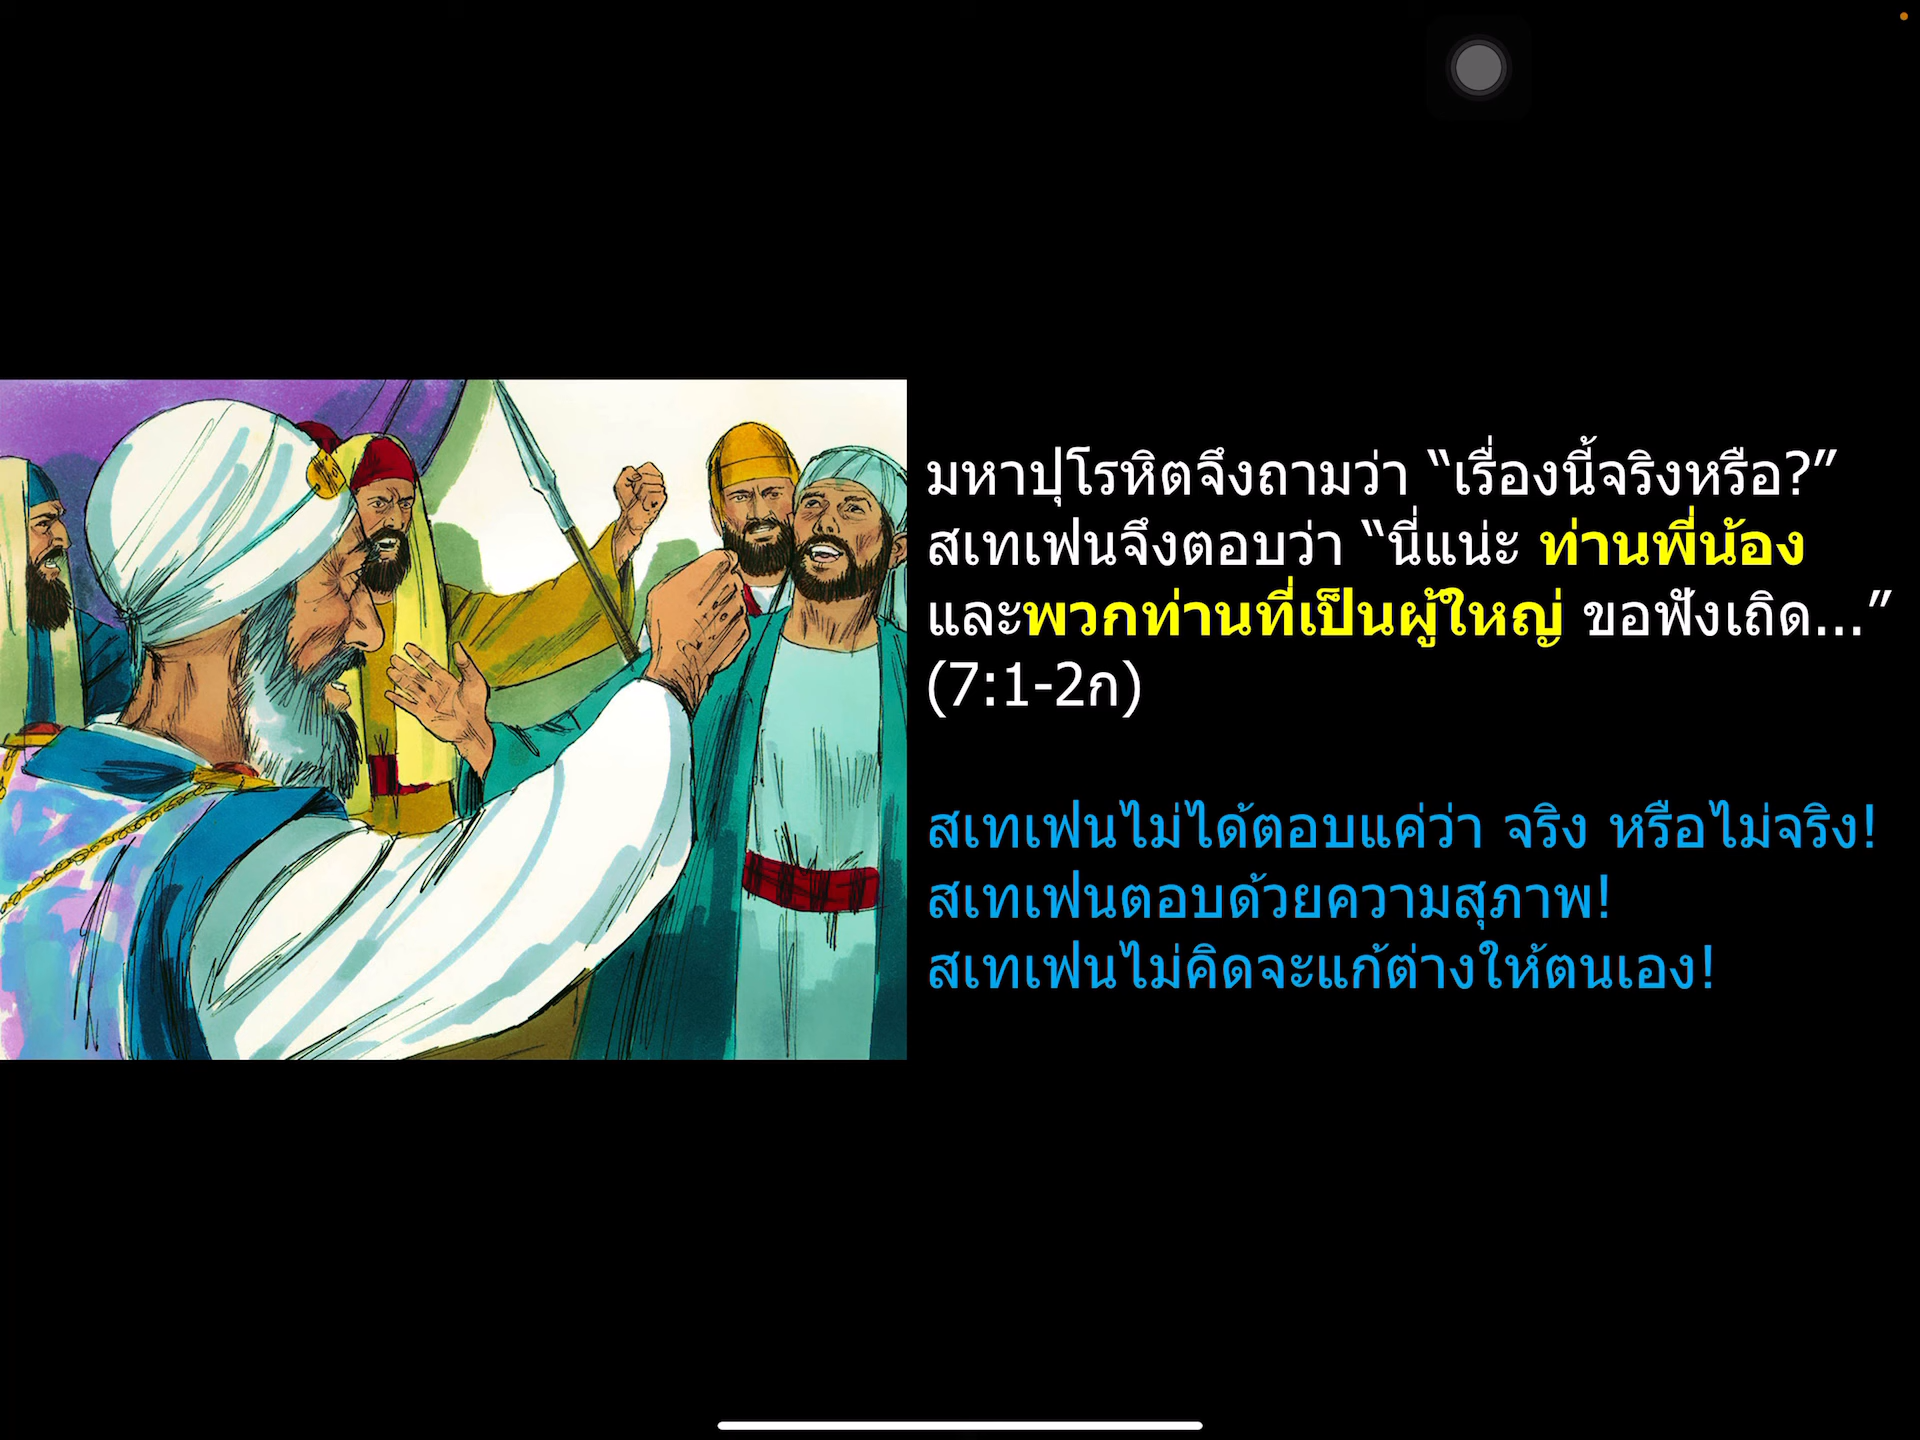 มหาปุโรหิตจึงถามว่า “เรื่องนี้จริงหรือ?”
สเทเฟนจึงตอบว่า “นี่แน่ะ ท่านพี่น้อง
และพวกท่านที่เป็นผู้ใหญ่ ขอฟังเถิด...”
(7:1-2ก)
สเทเฟนไม่ได้ตอบแค่ว่า จริง หรือไม่จริง!
สเทเฟนตอบด้วยความสุภาพ!
สเทเฟนไม่คิดจะแก้ต่างให้ตนเอง!